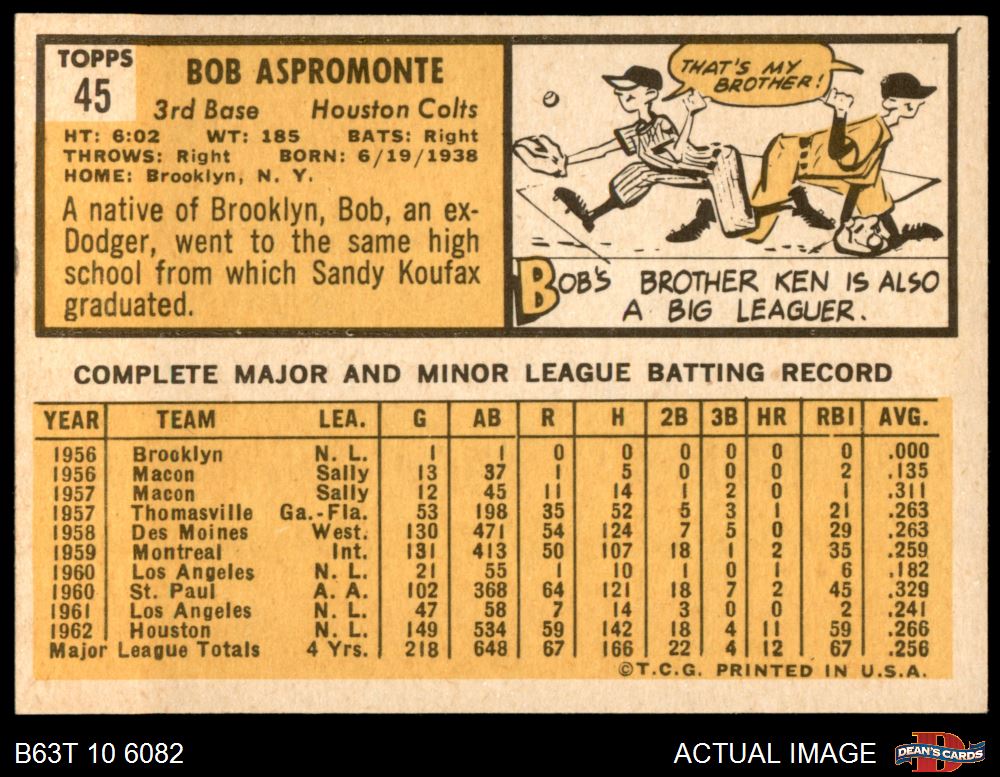 TOPPS
45
BOB ASPROMONTE
3rd Base Houston Colts
HT: 6:02 WT: 185 BATS: Right
THROWS: Right BORN: 6/19/1938
HOME: Brooklyn, N. Y.
A native of Brooklyn, Bob, an ex-
Dodger, went to the same high
school from which Sandy Koufax
graduated.
THAT'S MY
BROTHER!
BOB'S BROTHER KEN IS ALSO
A BIG LEAGUER.
COMPLETE MAJOR AND MINOR LEAGUE BATTING RECORD
YEAR TEAM LEA. G AB R H 2B 3B HR RBI AVG.
1956 Brooklyn N. L. 1 1 0 0 0 0 0 0 .000
1956 Macon Sally 13 37 1 5 0 0 0 2 .135
1957 Macon Sally 12 45 11 14 1 2 0 1 .311
1957 Thomasville Ga.-Fla. 53 198 35 52 5 3 1 21 .263
1958 Des Moines West. 130 471 54 124 7 5 0 29 .263
1959 Montreal Int. 131 413 50 107 18 1 2 35 .259
1960 Los Angeles N. L. 21 55 1 10 1 0 1 6 .182
1960 St. Paul A. A. 102 368 64 121 18 7 2 45 .329
1961 Los Angeles N. L. 47 58 7 14 3 0 0 2 .241
1962 Houston N. L. 149 534 59 142 18 4 11 59 .266
Major League Totals 4 Yrs. 218 648 67 166 22 4 12 67 .256
©T.C.G. PRINTED IN U.S.A.
B63T 10 6082
ACTUAL IMAGE
DEAN'S CARDS